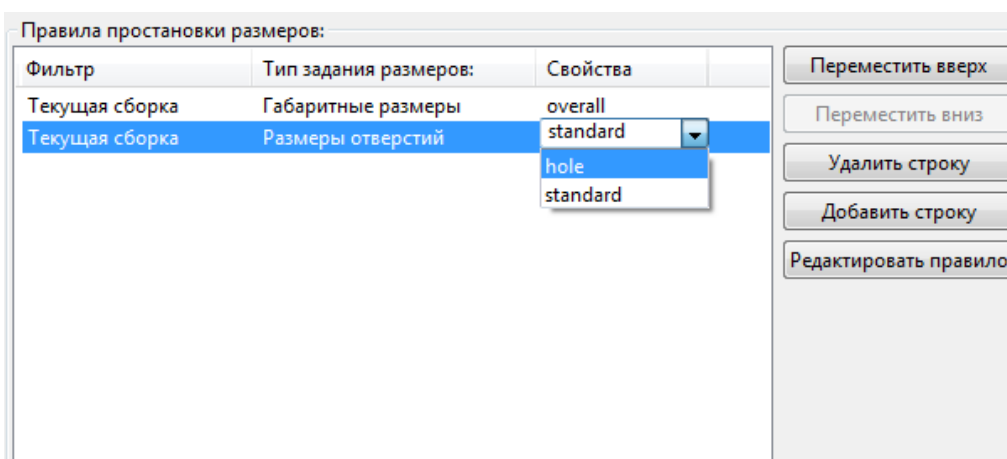 Правила простановки размеров:
Фильтр Тип задания размеров: Свойства
Текущая сборка Габаритные размеры overall
Текущая сборка Размеры отверстий standard
hole
standard
Переместить вверх
Переместить вниз
Удалить строку
Добавить строку
Редактировать правило